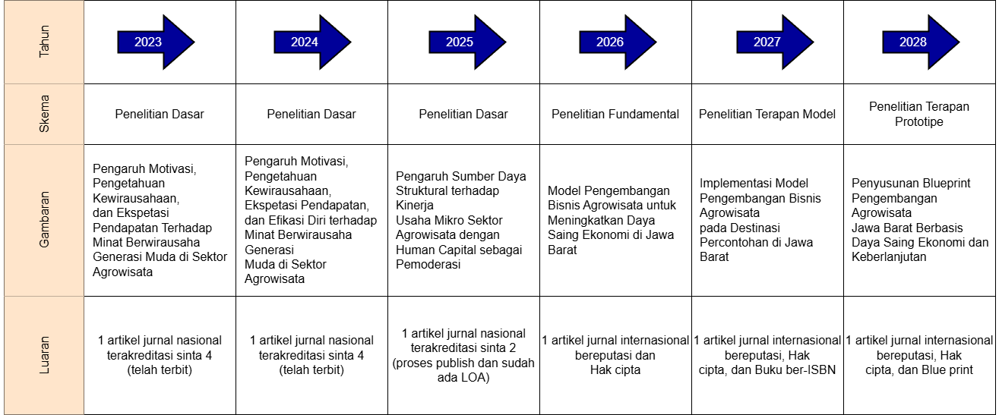 Tahun
2023
2024
2025
2026
2027
2028
Skema
Penelitian Dasar
Penelitian Dasar
Penelitian Dasar
Penelitian Fundamental
Penelitian Terapan Model
Penelitian Terapan
Prototipe
Gambaran
Pengaruh Motivasi,
Pengetahuan
Kewirausahaan,
dan Ekspetasi
Pendapatan Terhadap
Minat Berwirausaha
Generasi Muda di Sektor
Agrowisata
Pengaruh Motivasi,
Pengetahuan
Kewirausahaan,
Ekspetasi Pendapatan,
dan Efikasi Diri terhadap
Minat Berwirausaha
Generasi
Muda di Sektor
Agrowisata
Pengaruh Sumber Daya
Struktural terhadap
Kinerja
Usaha Mikro Sektor
Agrowisata dengan
Human Capital sebagai
Pemoderasi
Model Pengembangan
Bisnis Agrowisata untuk
Meningkatkan Daya
Saing Ekonomi di Jawa
Barat
Implementasi Model
Pengembangan Bisnis
Agrowisata
pada Destinasi
Percontohan di Jawa
Barat
Penyusunan Blueprint
Pengembangan
Agrowisata
Jawa Barat Berbasis
Daya Saing Ekonomi dan
Keberlanjutan
Luaran
1 artikel jurnal nasional
terakreditasi sinta 4
(telah terbit)
1 artikel jurnal nasional
terakreditasi sinta 4
(telah terbit)
1 artikel jurnal nasional
terakreditasi sinta 2
(proses publish dan sudah
ada LOA)
1 artikel jurnal internasional
bereputasi dan
Hak cipta
1 artikel jurnal internasional
bereputasi, Hak
cipta, dan Buku ber-ISBN
1 artikel jurnal internasional
bereputasi, Hak
cipta, dan Blue print